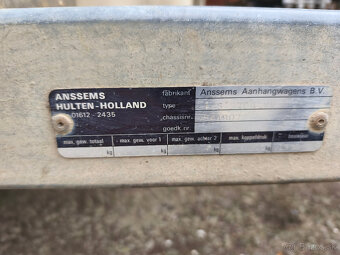 ANSSEMS
HULTEN-HOLLAND
01612 - 2435
fabrikant Anssems Aanhangwagens B.V.
type
chassisnr.
goedk. nr.
max. gew. totaal max. gew. voor 1 max. gew. achter 2 max. koppeldruk bouwjaar
kg kg kg kg